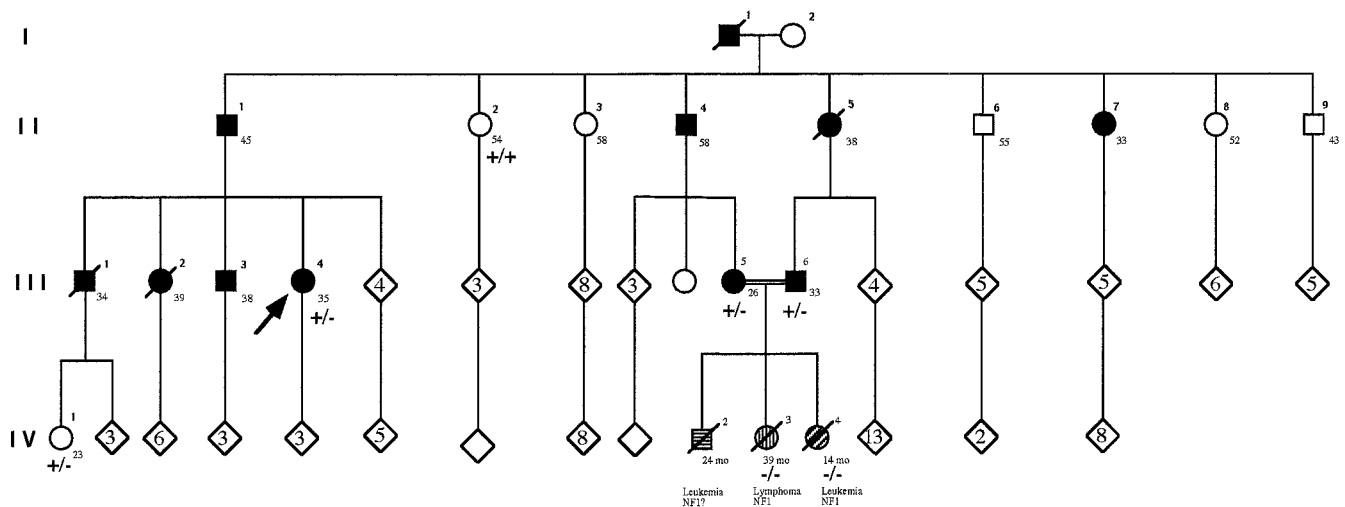 I 1 2
II 1 2 3 4 5 6 7 8 9
45 54 58 58 38 55 33 52 43
+/+
III 1 2 3 4 4 3 8 3 5 6 4 5 5 6 5
34 39 38 35 26 33
+/- +/- +/-
IV 1 3 6 3 3 5 8 2 3 4 13 2 8
+/- 23 24 mo 39 mo 14 mo
-/- -/-
Leukemia Lymphoma Leukemia
NF1? NF1 NF1